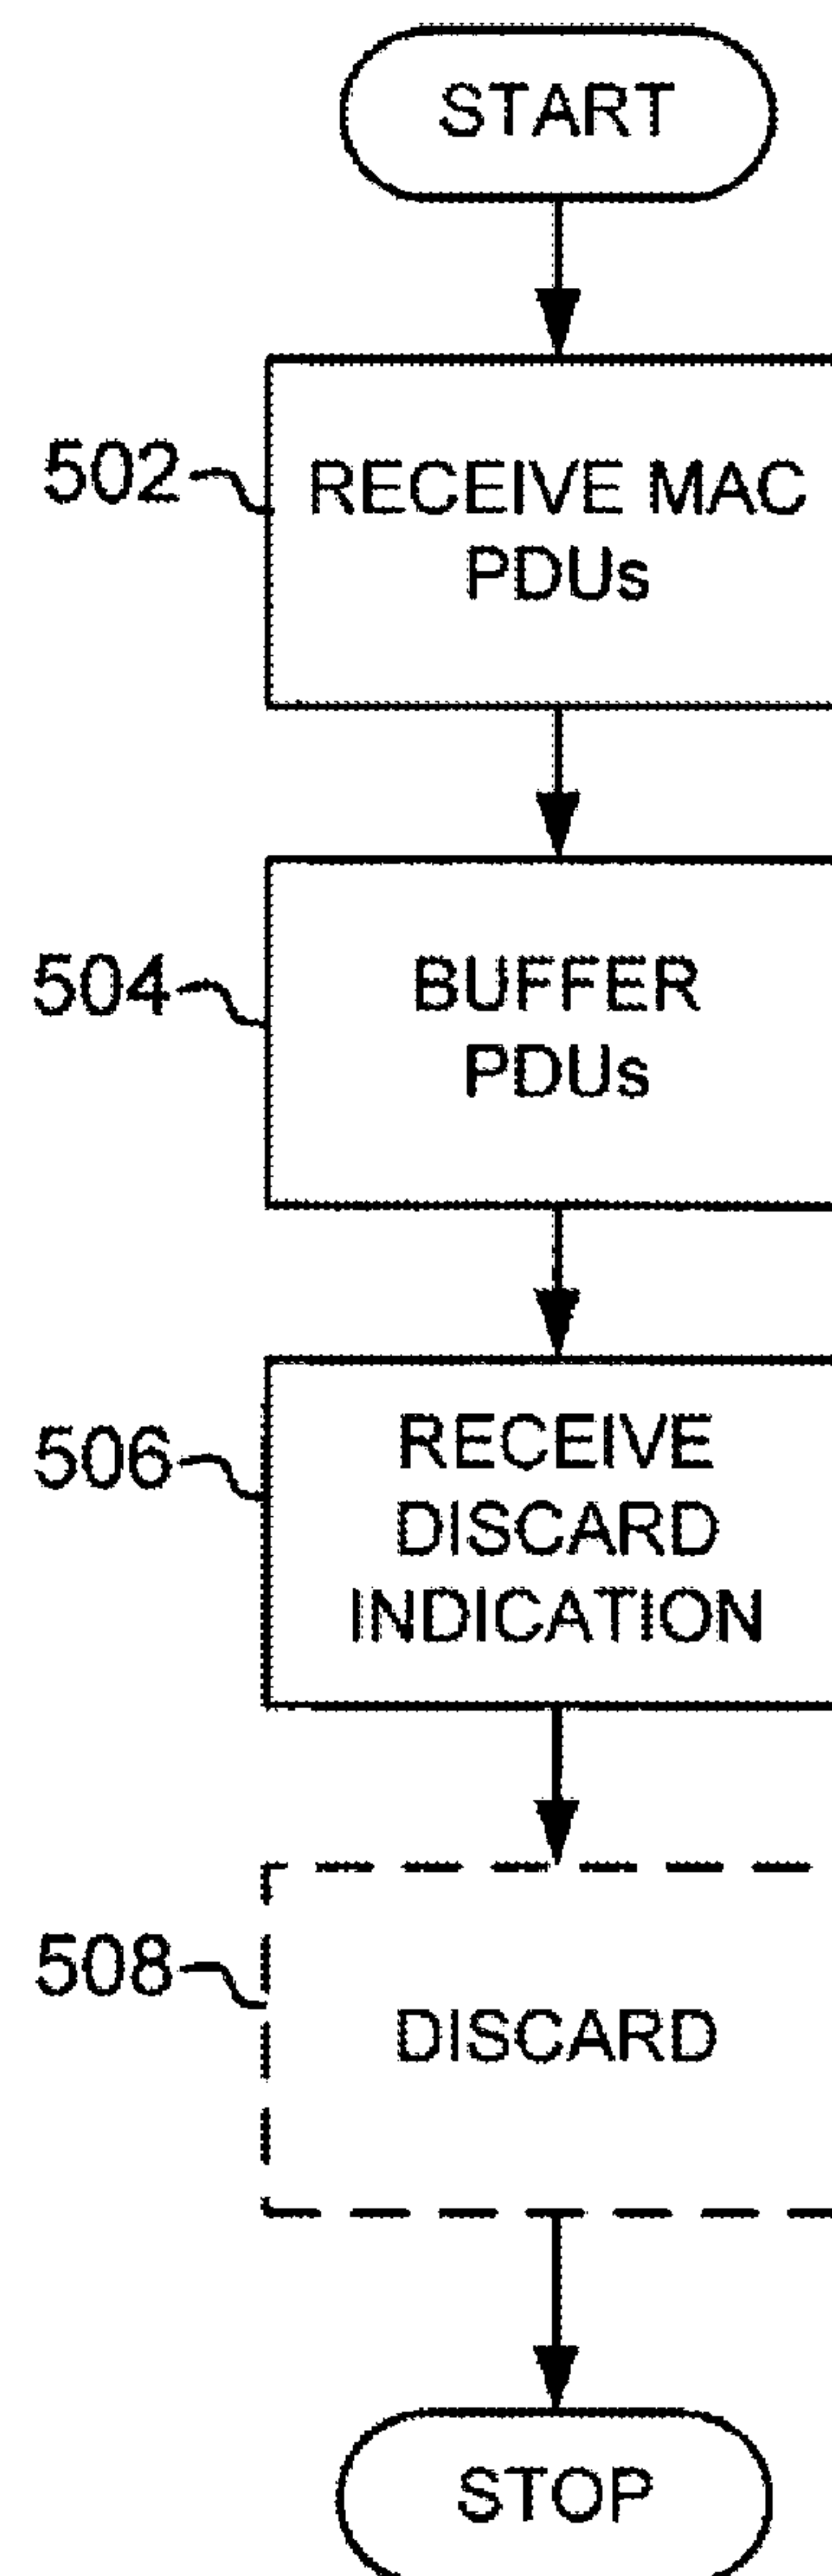 START
502
RECEIVE MAC
PDUs
504
BUFFER
PDUs
506
RECEIVE
DISCARD
INDICATION
508
DISCARD
STOP